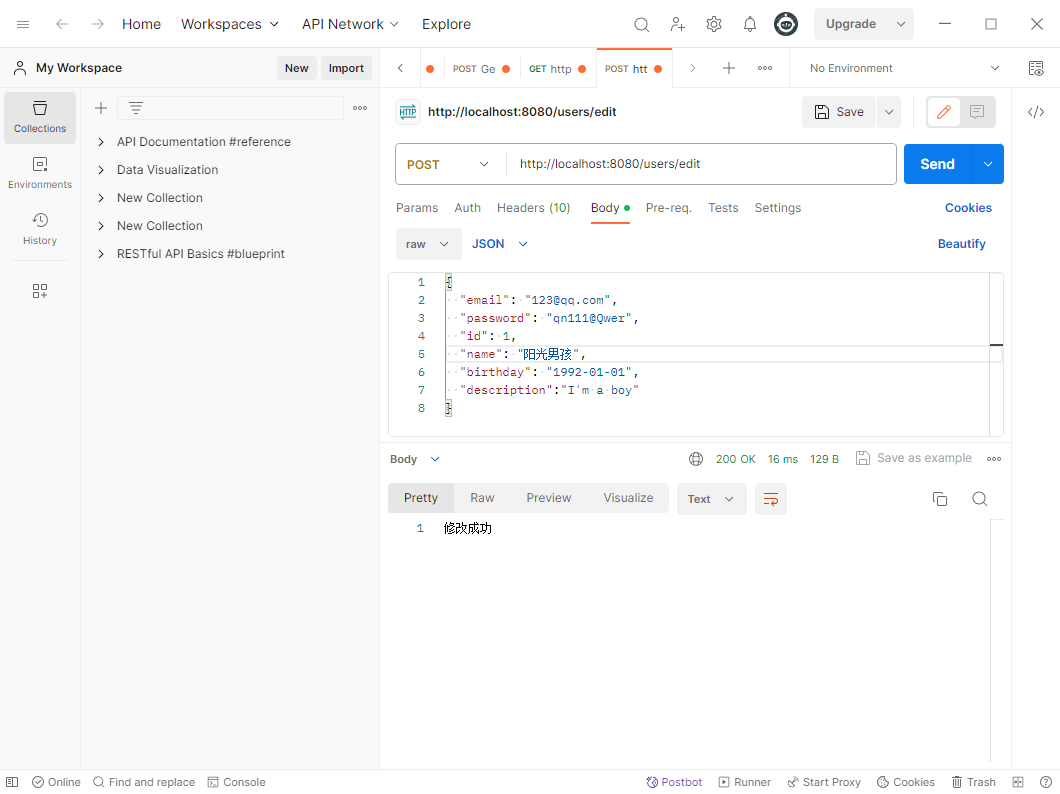 Home Workspaces API Network Explore Upgrade
My Workspace New Import POST Ge GET http POST htt No Environment
Collections
Environments
History
API Documentation #reference
Data Visualization
New Collection
New Collection
RESTful API Basics #blueprint
HTTP http://localhost:8080/users/edit Save
POST http://localhost:8080/users/edit Send
Params Auth Headers (10) Body Pre-req. Tests Settings Cookies
raw JSON Beautify
1 {
2 "email": "123@qq.com",
3 "password": "qn111@Qwer",
4 "id": 1,
5 "name": "阳光男孩",
6 "birthday": "1992-01-01",
7 "description":"I'm a boy"
8 }
Body 200 OK 16 ms 129 B Save as example
Pretty Raw Preview Visualize Text
1 修改成功
Online Find and replace Console Postbot Runner Start Proxy Cookies Trash